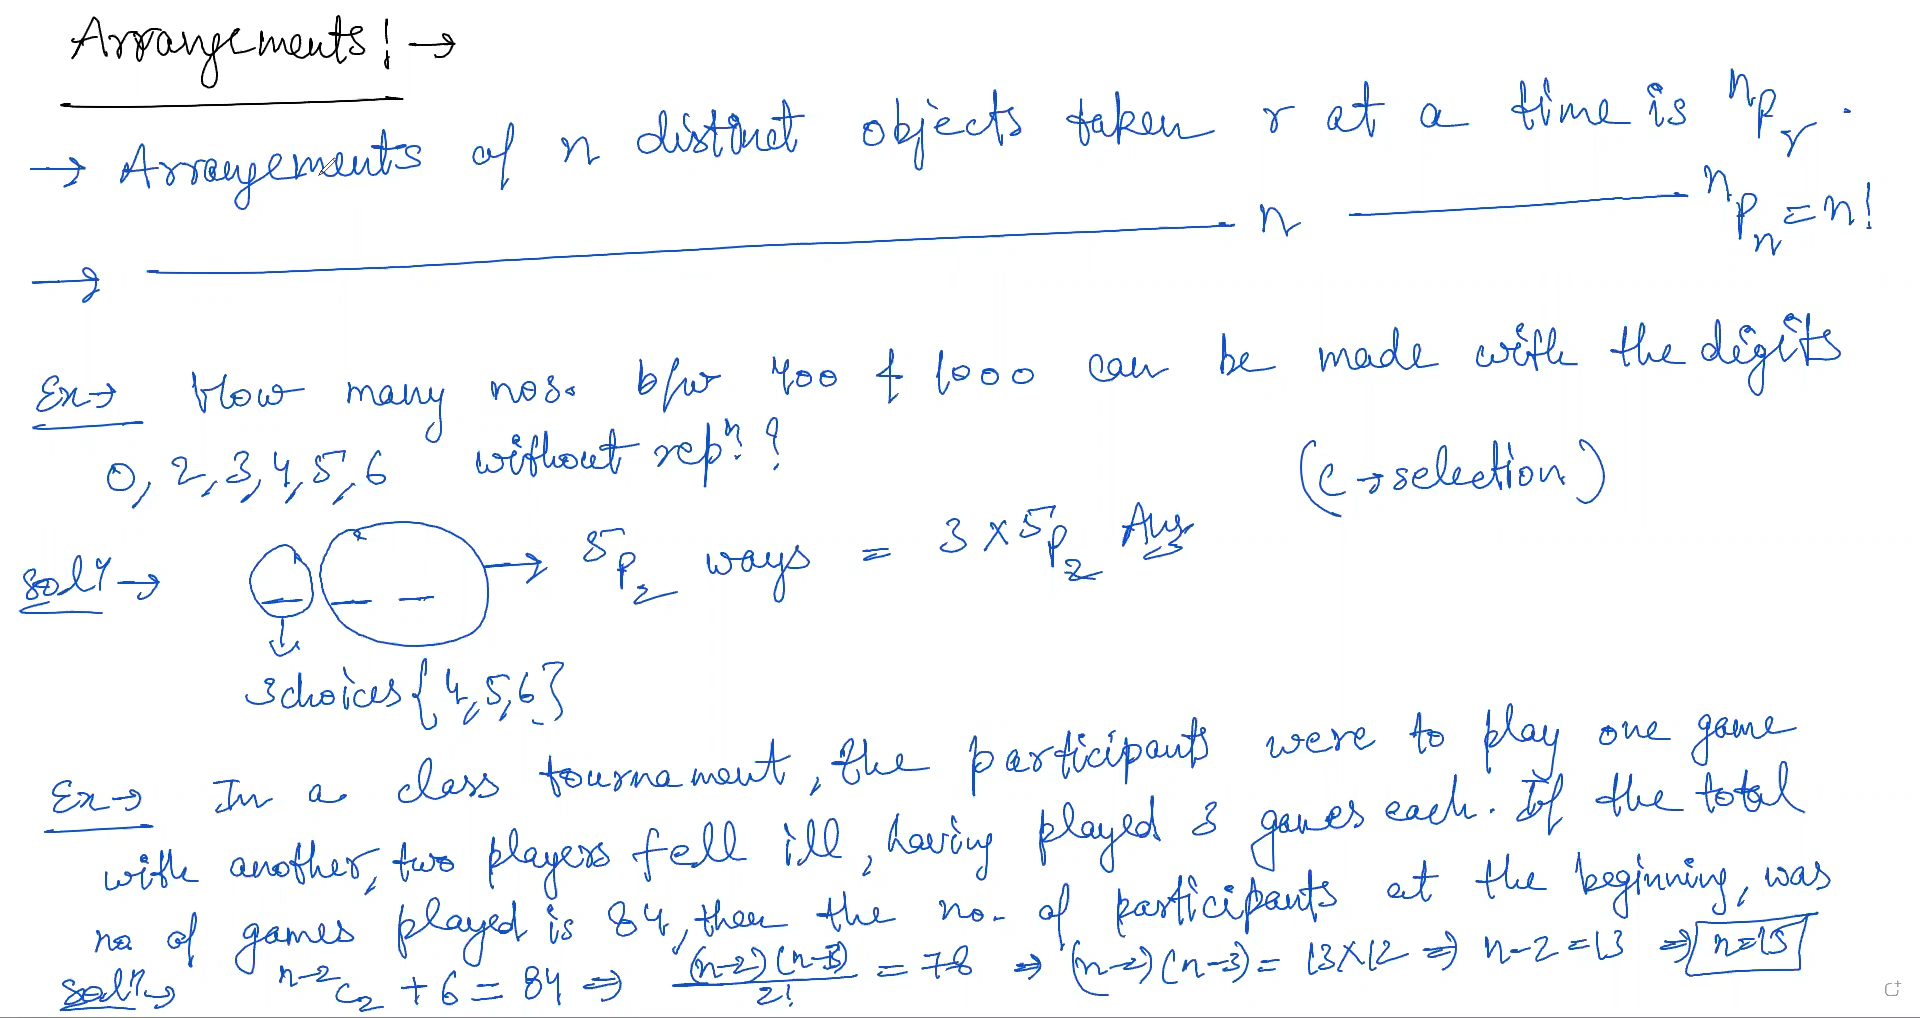 Arrangements! →
→ Arrangements of n distinct objects taken r at a time is ⁿPᵣ.
→ ———— n ———— ⁿPₙ = n!
Ex→ How many nos. b/w 400 & 1000 can be made with the digits
0, 2, 3, 4, 5, 6 without repⁿ. ?
(C → selection)
Solⁿ → _ _ _ → ⁵P₂ ways = 3 × ⁵P₂ Ans
3 choices {4, 5, 6}
Ex→ In a class tournament, the participants were to play one game
with another, two players fell ill, having played 3 games each. If the total
no of games played is 84, then the no. of participants at the beginning, was
Solⁿ→ ⁿ⁻²C₂ + 6 = 84 ⇒ (n-2)(n-3)/2! = 78 ⇒ (n-2)(n-3) = 13×12 ⇒ n-2 = 13 ⇒ n=15